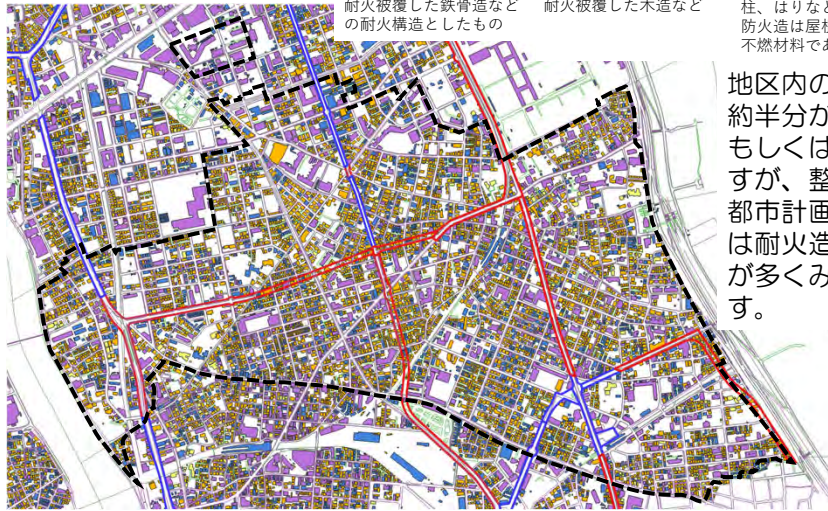 耐火被覆した鉄骨造など
の耐火構造としたもの
耐火被覆した木造など
柱、はりなど
防火造は屋根
不燃材料であ
地区内の
約半分が
もしくは
すが、整
都市計画
は耐火造
が多くみ
す。